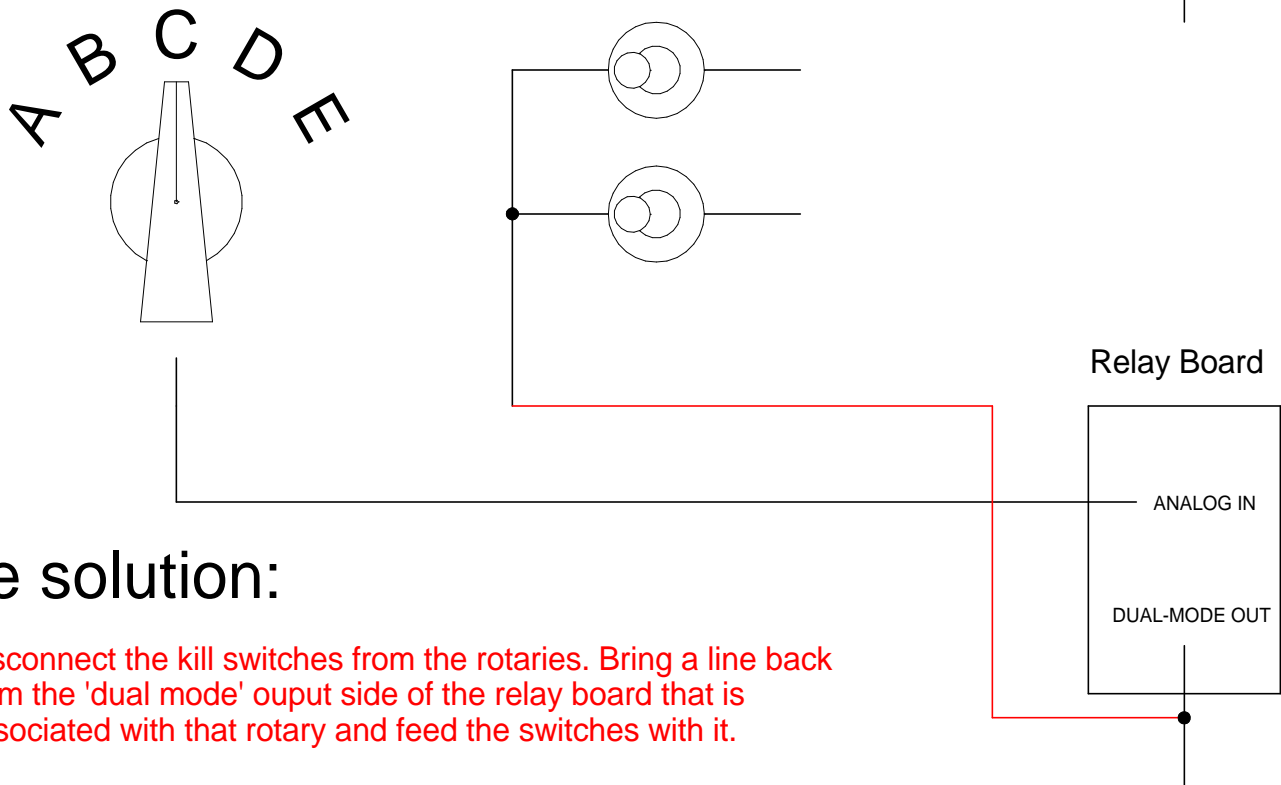 A B C D E
Relay Board
ANALOG IN
e solution:
DUAL-MODE OUT
sconnect the kill switches from the rotaries. Bring a line back
m the 'dual mode' ouput side of the relay board that is
sociated with that rotary and feed the switches with it.